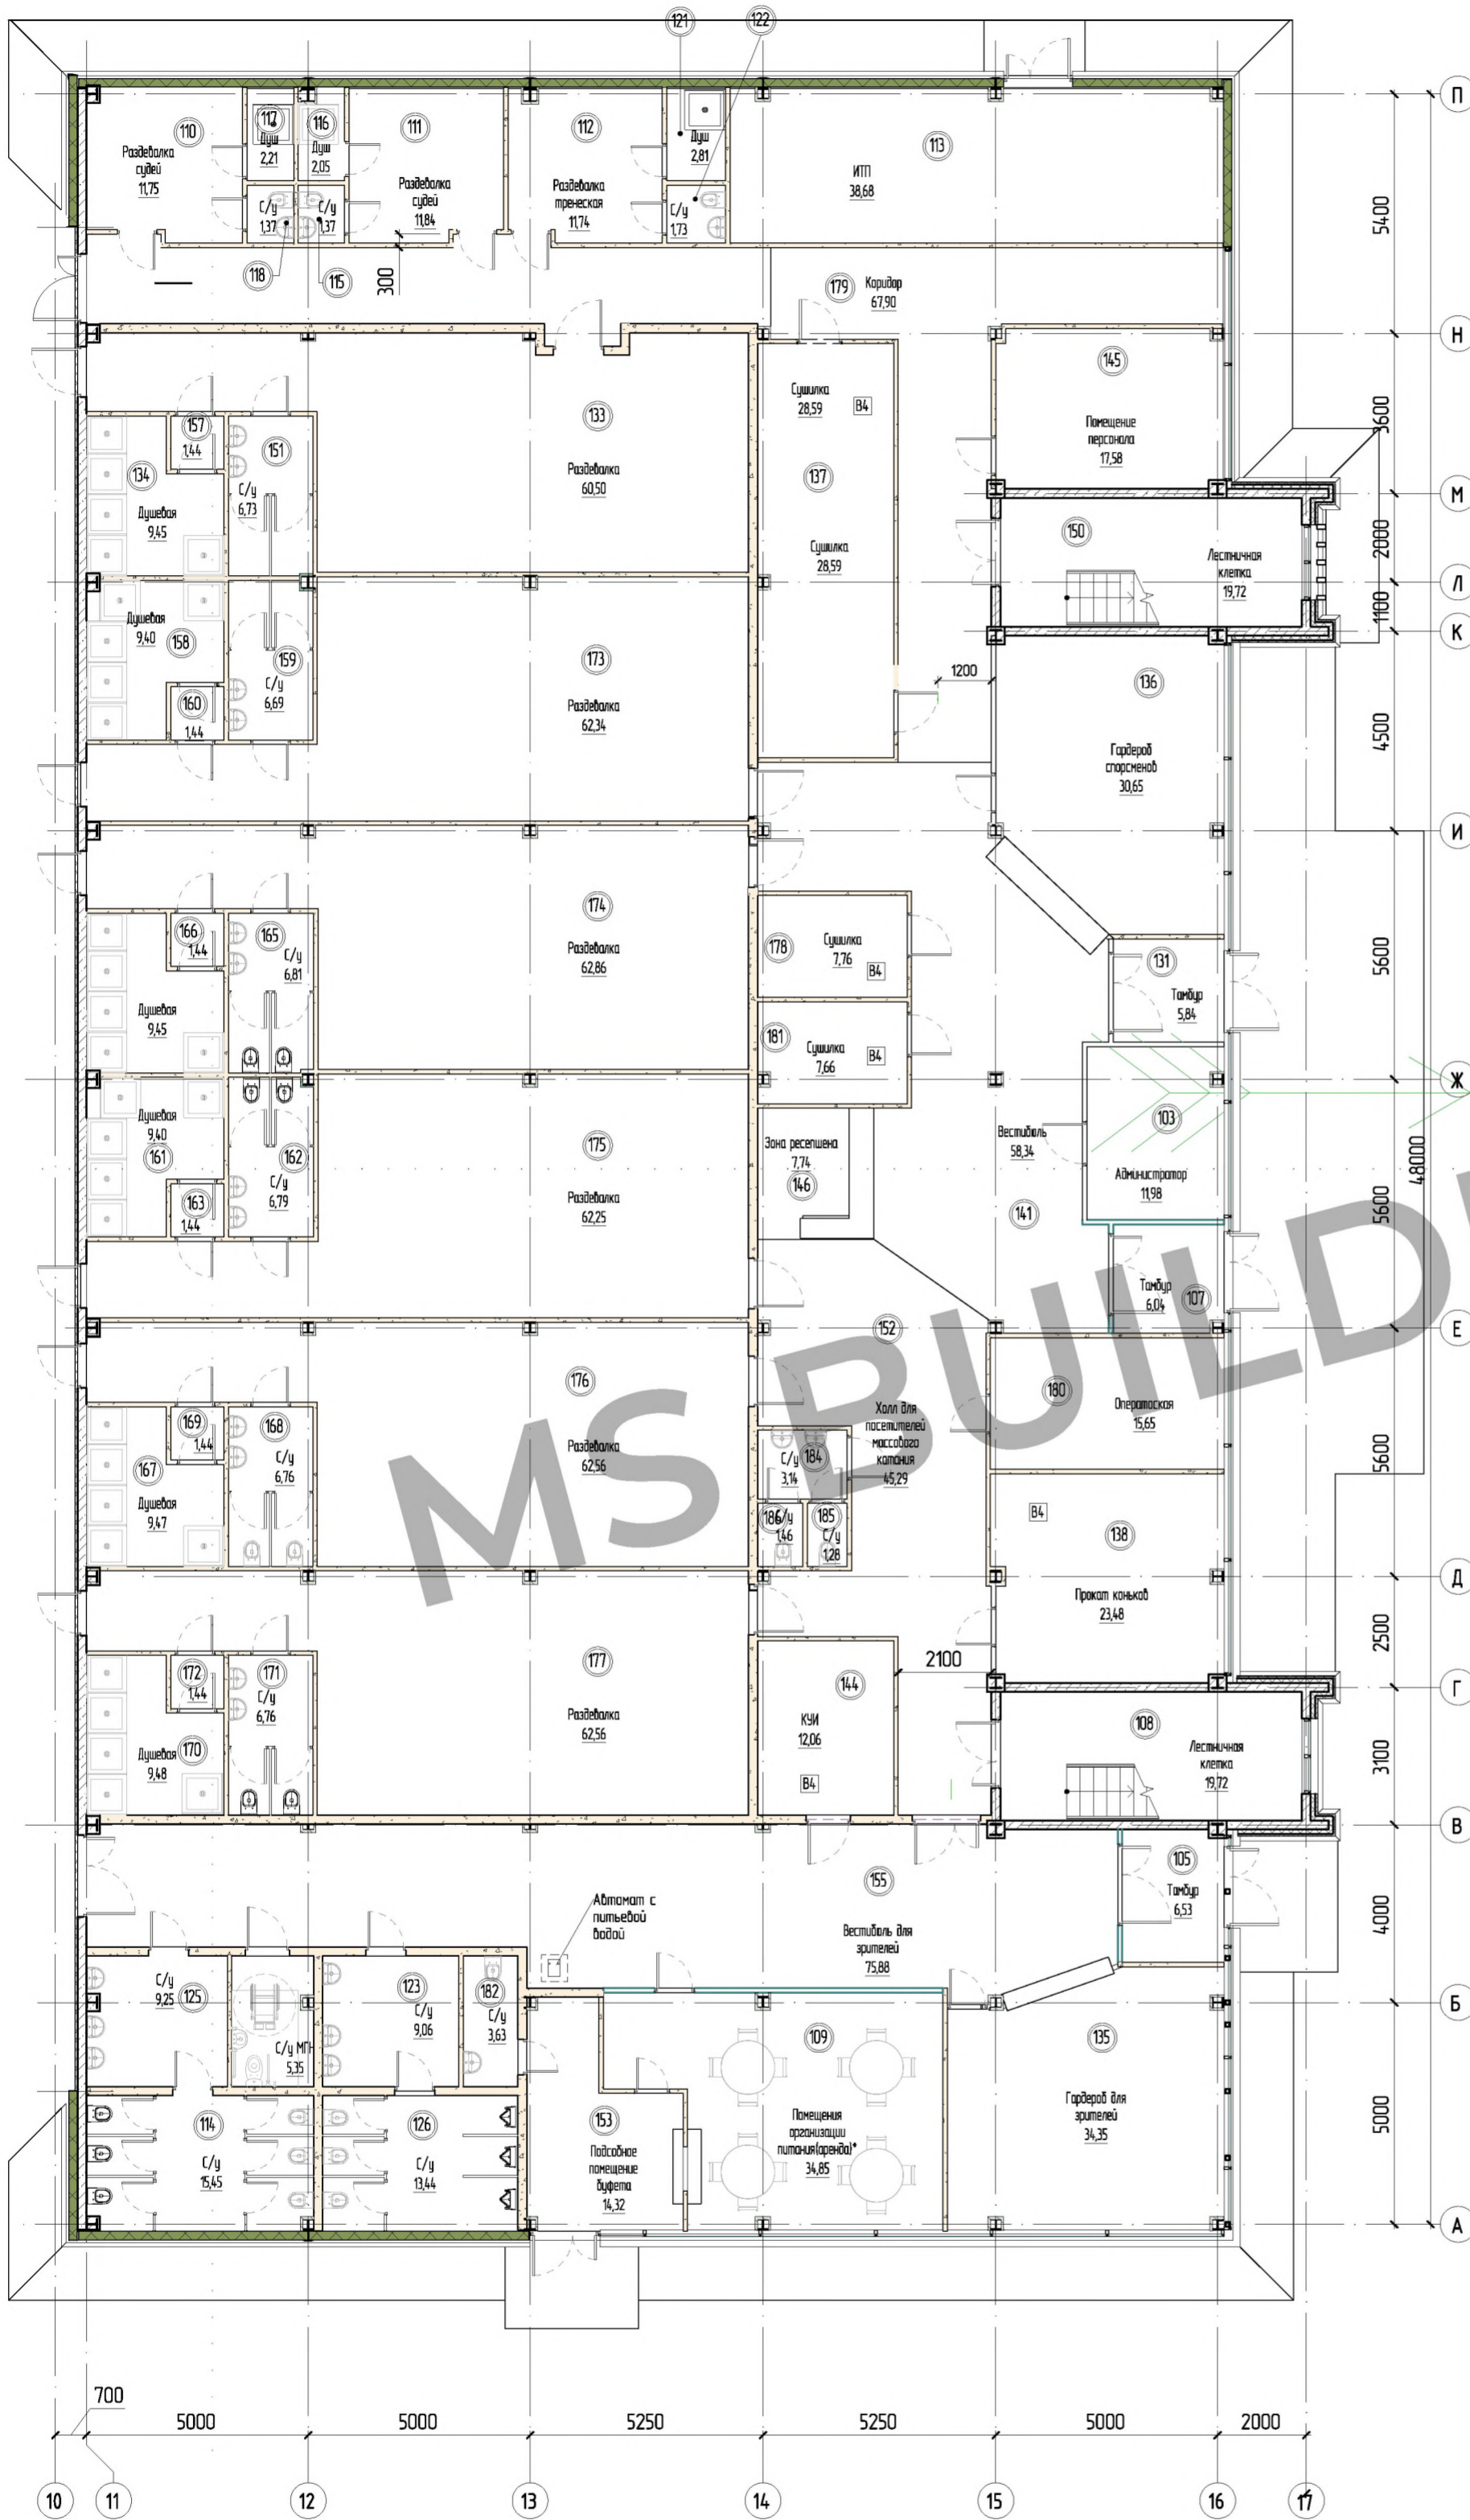 121
122
П
110
Раздевалка
судей
11,75
117
Душ
2,21
116
Душ
2,05
111
Раздевалка
судей
11,84
112
Раздевалка
тренеская
11,74
Душ
2,81
113
ИТП
38,68
5400
С/у
1,37
С/у
1,37
С/у
1,73
118
115
300
179
Коридор
67,90
Н
133
Раздевалка
60,50
Сушилка
28,59
В4
137
Сушилка
28,59
145
Помещение
персонала
17,58
3600
157
1,44
151
С/у
6,73
134
Душевая
9,45
М
150
Лестничная
клетка
19,72
2000
Л
1100
К
Душевая
9,40
158
159
С/у
6,69
160
1,44
173
Раздевалка
62,34
1200
136
Гардероб
спорсменов
30,65
4500
И
166
1,44
165
С/у
6,81
Душевая
9,45
174
Раздевалка
62,86
178
Сушилка
7,76
В4
131
Тамбур
5,84
5600
181
Сушилка
7,66
В4
Ж
Душевая
9,40
161
162
С/у
6,79
163
1,44
175
Раздевалка
62,25
Зона ресепшена
7,74
146
Вестибюль
58,34
141
103
Администратор
11,98
5600
48000
Тамбур
6,04
107
Е
MS BUILD
169
1,44
168
С/у
6,76
167
Душевая
9,47
176
Раздевалка
62,56
152
Холл для
посетителей
массового
катания
45,29
С/у
3,14
184
186
С/у
1,46
185
С/у
1,28
180
Операторская
15,65
5600
В4
138
Прокат коньков
23,48
Д
172
1,44
171
С/у
6,76
Душевая
9,48
170
177
Раздевалка
62,56
144
КУИ
12,06
В4
2100
2500
Г
108
Лестничная
клетка
19,72
3100
В
155
Вестибюль для
зрителей
75,88
105
Тамбур
6,53
4000
Автомат с
питьевой
водой
С/у
9,25
125
С/у МГН
5,35
123
С/у
9,06
182
С/у
3,63
Б
109
Помещения
организации
питания(аренда)*
34,85
135
Гардероб для
зрителей
34,35
5000
114
С/у
15,45
126
С/у
13,44
153
Подсобное
помещение
буфета
14,32
А
700
5000
5000
5250
5250
5000
2000
10
11
12
13
14
15
16
17